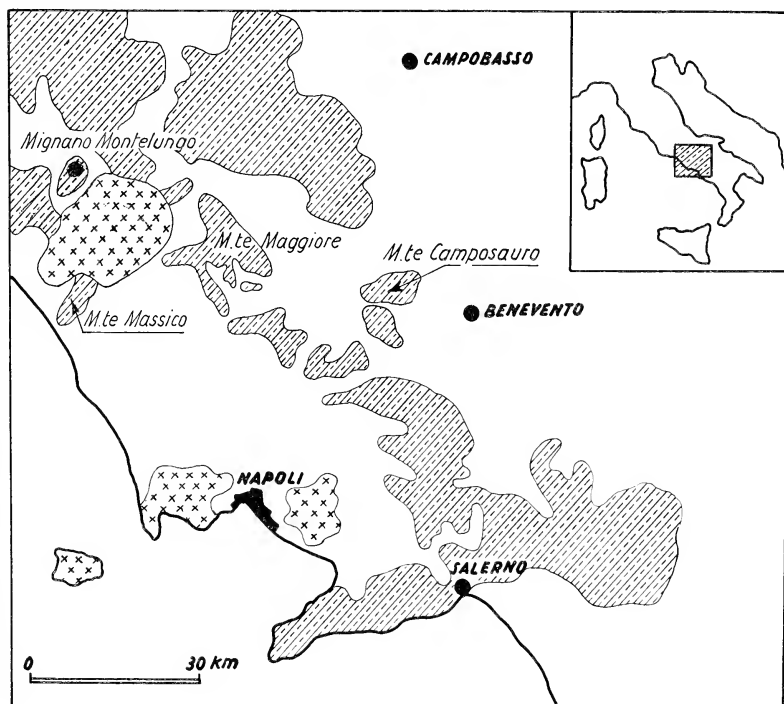 CAMPOBASSO
Mignano Montelungo
M.te Maggiore
M.te Camposauro
BENEVENTO
M.te Massico
NAPOLI
SALERNO
0 30 km